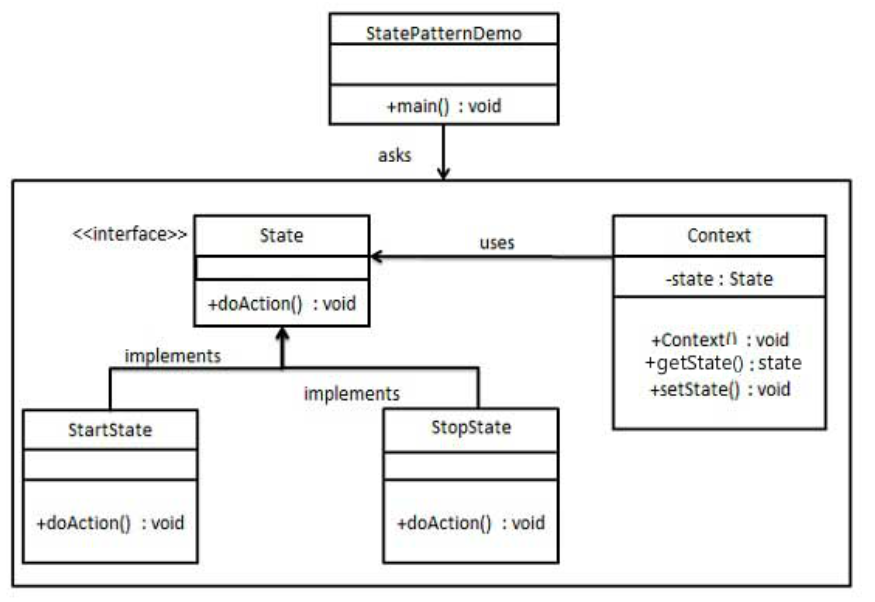 StatePatternDemo
+main() : void
asks
<<interface>>
State
uses
Context
-state : State
+doAction() : void
+Context() : void
+getState() : state
+setState() : void
implements
implements
StartState
StopState
+doAction() : void
+doAction() : void